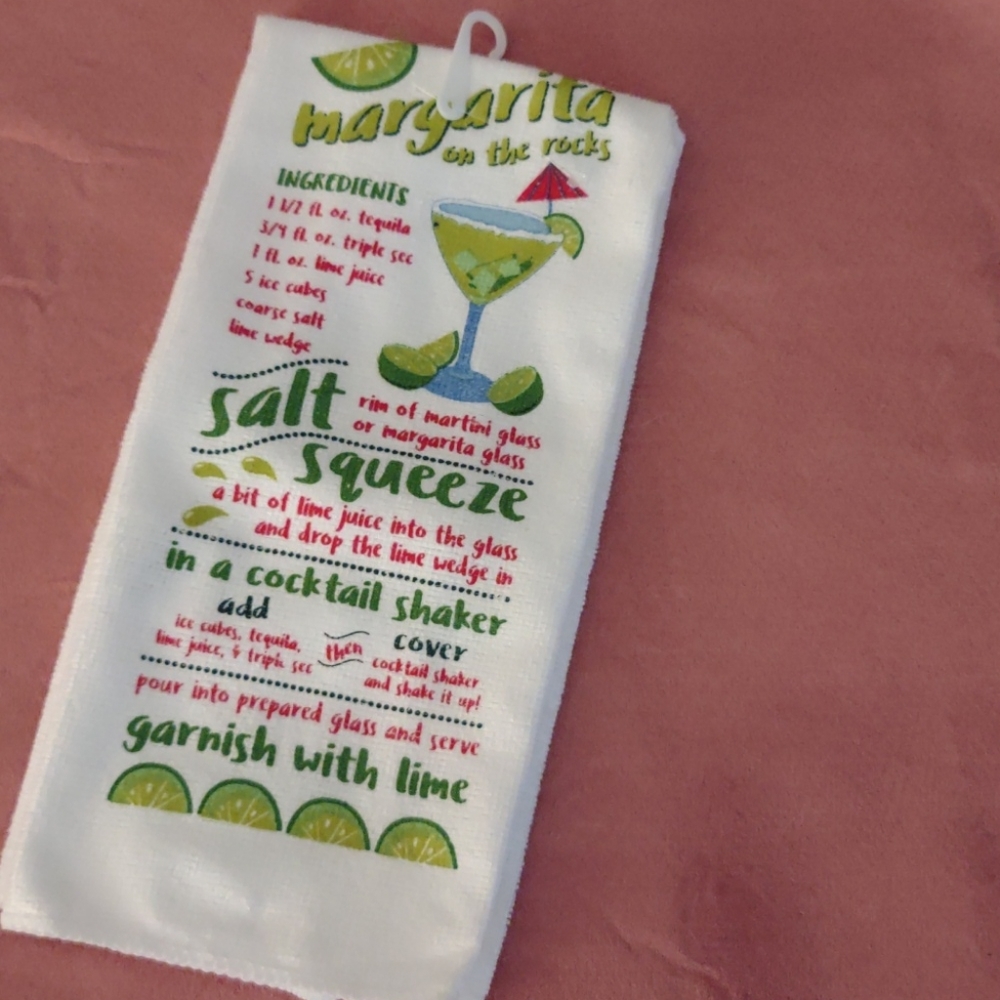 margarita
on the rocks
INGREDIENTS
1 1/2 fl. oz. tequila
3/4 fl. oz. triple sec
1 fl. oz. lime juice
5 ice cubes
coarse salt
lime wedge
salt
rim of martini glass
or margarita glass
squeeze
a bit of lime juice into the glass
and drop the lime wedge in
in a cocktail shaker
add
ice cubes, tequila,
lime juice, & triple sec
then
cover
cocktail shaker
and shake it up!
pour into prepared glass and serve
garnish with lime